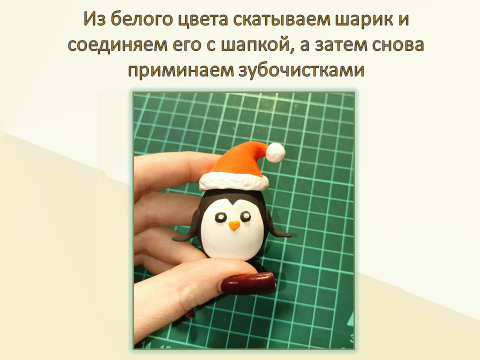 Из белого цвета скатываем шарик и
соединяем его с шапкой, а затем снова
приминаем зубочистками